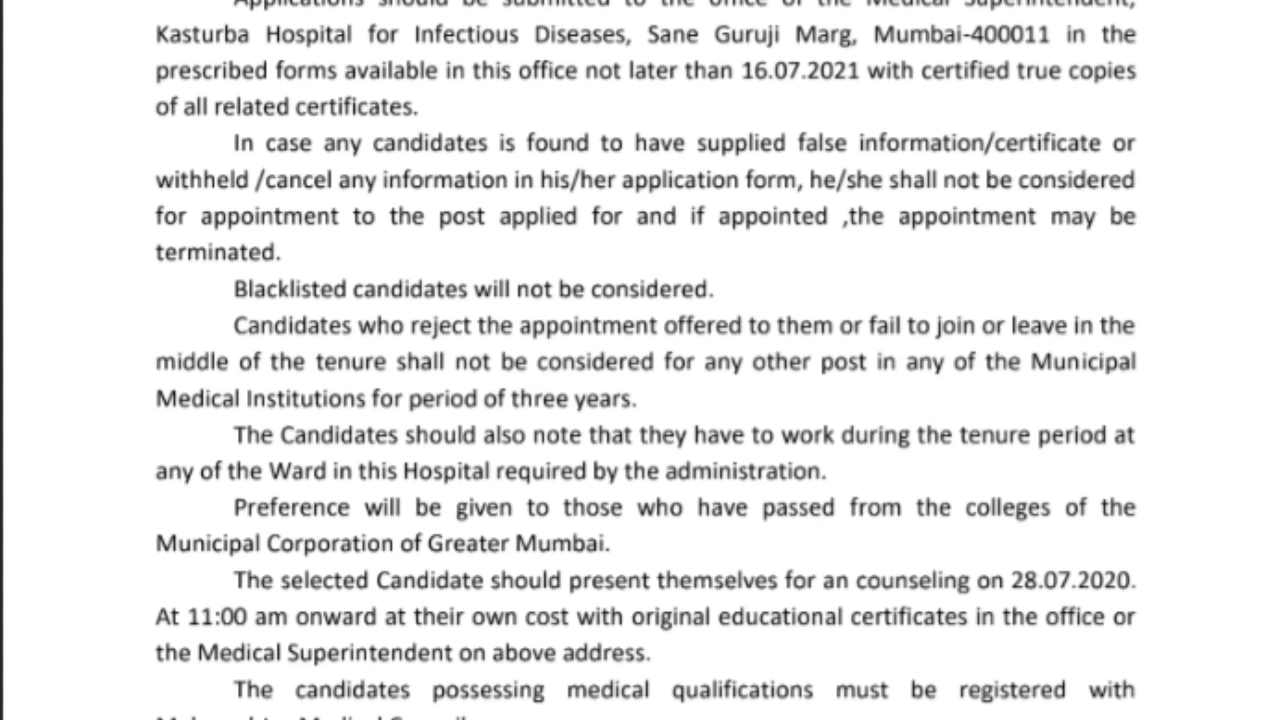 Applications should be submitted to the office of the Medical Superintendent,
Kasturba Hospital for Infectious Diseases, Sane Guruji Marg, Mumbai-400011 in the
prescribed forms available in this office not later than 16.07.2021 with certified true copies
of all related certificates.
In case any candidates is found to have supplied false information/certificate or
withheld /cancel any information in his/her application form, he/she shall not be considered
for appointment to the post applied for and if appointed ,the appointment may be
terminated.
Blacklisted candidates will not be considered.
Candidates who reject the appointment offered to them or fail to join or leave in the
middle of the tenure shall not be considered for any other post in any of the Municipal
Medical Institutions for period of three years.
The Candidates should also note that they have to work during the tenure period at
any of the Ward in this Hospital required by the administration.
Preference will be given to those who have passed from the colleges of the
Municipal Corporation of Greater Mumbai.
The selected Candidate should present themselves for an counseling on 28.07.2020.
At 11:00 am onward at their own cost with original educational certificates in the office or
the Medical Superintendent on above address.
The candidates possessing medical qualifications must be registered with